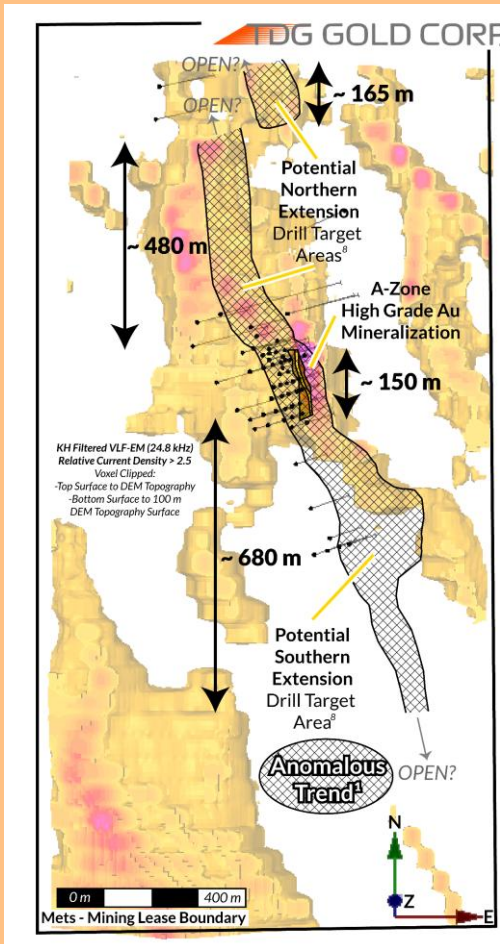 TDG GOLD CORP
OPEN?
~ 165 m
OPEN?
Potential
Northern
Extension
Drill Target
Areas⁸
~ 480 m
A-Zone
High Grade Au
Mineralization
~ 150 m
KH Filtered VLF-EM (24.8 kHz)
Relative Current Density > 2.5
Voxel Clipped:
-Top Surface to DEM Topography
-Bottom Surface to 100 m
DEM Topography Surface
~ 680 m
Potential
Southern
Extension
Drill Target
Area⁸
Anomalous
Trend¹
OPEN?
N
Z
E
0 m 400 m
Mets - Mining Lease Boundary